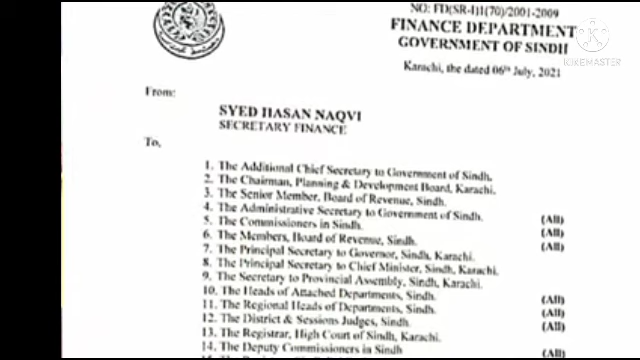 NO: FD(SR-I)1(70)/2001-2009
FINANCE DEPARTMENT
GOVERNMENT OF SINDH
Karachi, the dated 06th July, 2021
KINEMASTER
From:
SYED HASAN NAQVI
SECRETARY FINANCE
To,
1. The Additional Chief Secretary to Government of Sindh.
2. The Chairman, Planning & Development Board, Karachi.
3. The Senior Member, Board of Revenue, Sindh.
4. The Administrative Secretary to Government of Sindh. (All)
5. The Commissioners in Sindh. (All)
6. The Members, Board of Revenue, Sindh. (All)
7. The Principal Secretary to Governor, Sindh, Karachi.
8. The Principal Secretary to Chief Minister, Sindh, Karachi.
9. The Secretary to Provincial Assembly, Sindh, Karachi.
10. The Heads of Attached Departments, Sindh. (All)
11. The Regional Heads of Departments, Sindh. (All)
12. The District & Sessions Judges, Sindh. (All)
13. The Registrar, High Court of Sindh, Karachi.
14. The Deputy Commissioners in Sindh (All)